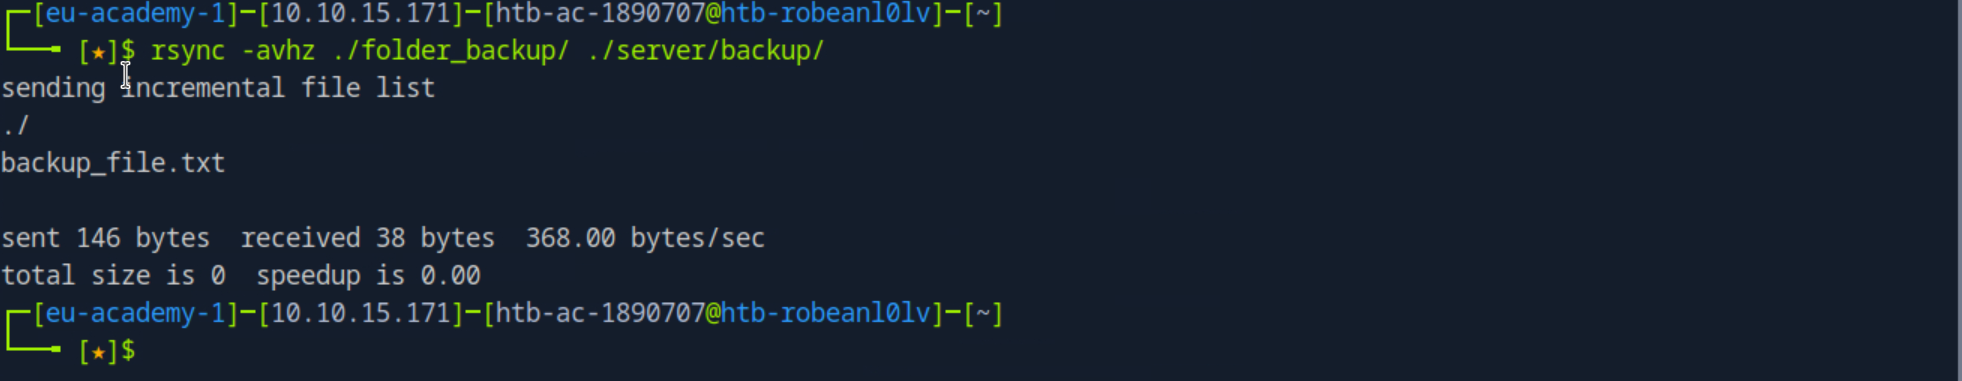 ┌─[eu-academy-1]─[10.10.15.171]─[htb-ac-1890707@htb-robeanl0lv]─[~]
└──╼ [★]$ rsync -avhz ./folder_backup/ ./server/backup/
sending incremental file list
./
backup_file.txt
sent 146 bytes  received 38 bytes  368.00 bytes/sec
total size is 0  speedup is 0.00
┌─[eu-academy-1]─[10.10.15.171]─[htb-ac-1890707@htb-robeanl0lv]─[~]
└──╼ [★]$